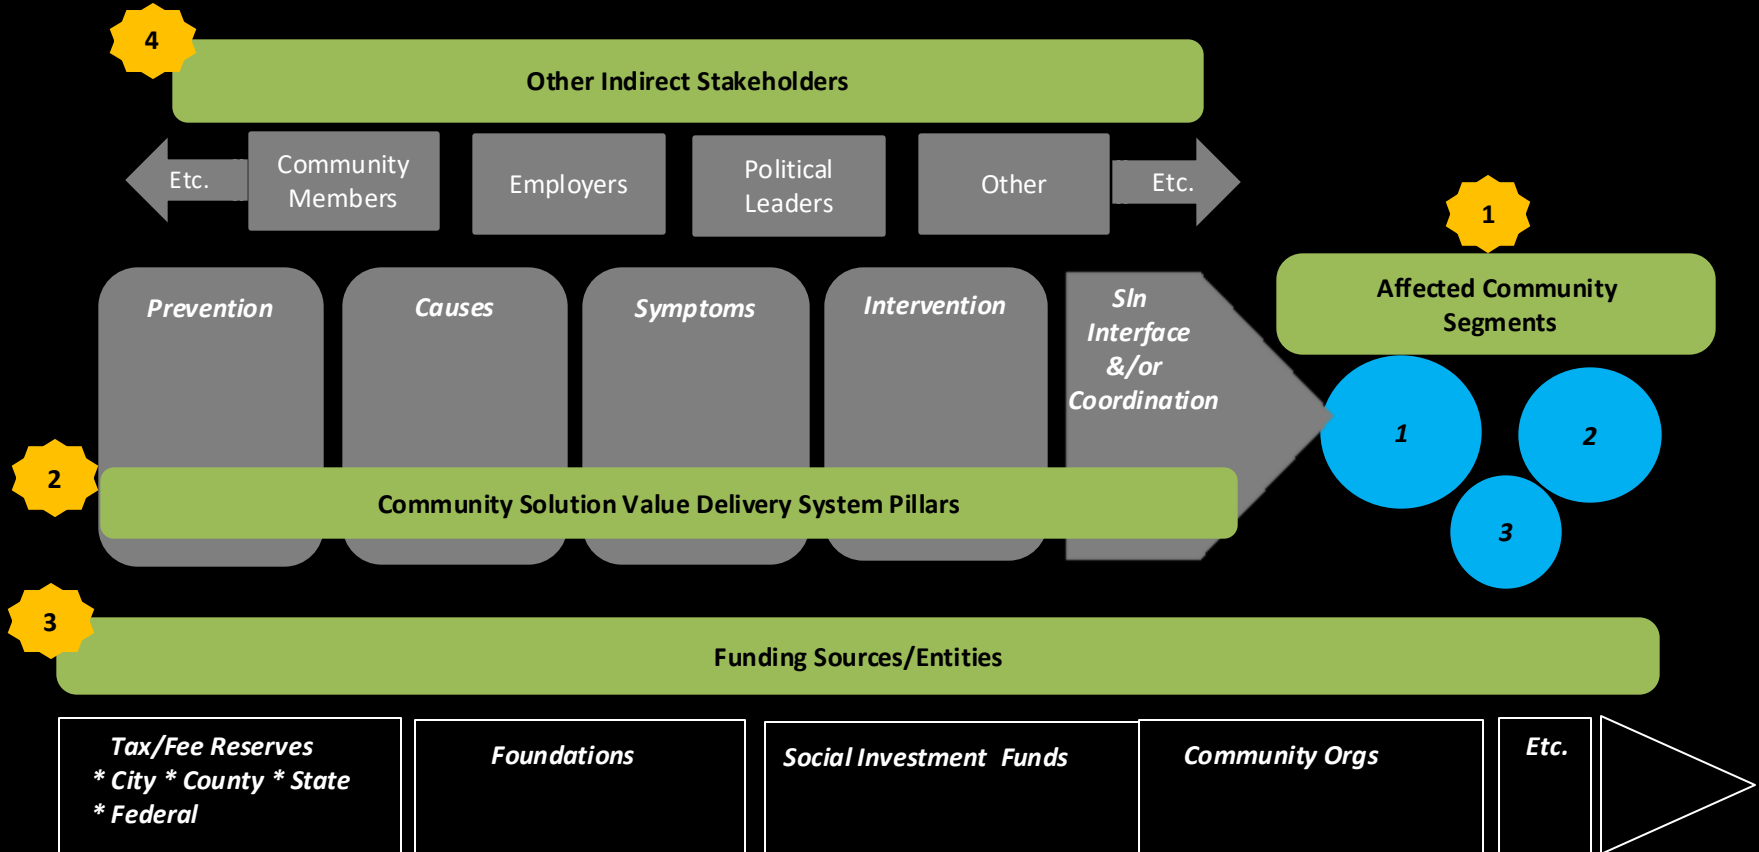 4
Other Indirect Stakeholders
Etc.
Community
Members
Employers
Political
Leaders
Other
Etc.
1
Affected Community
Segments
Prevention
Causes
Symptoms
Intervention
Sln
Interface
&/or
Coordination
1
2
3
2
Community Solution Value Delivery System Pillars
3
Funding Sources/Entities
Tax/Fee Reserves
* City * County * State
* Federal
Foundations
Social Investment Funds
Community Orgs
Etc.